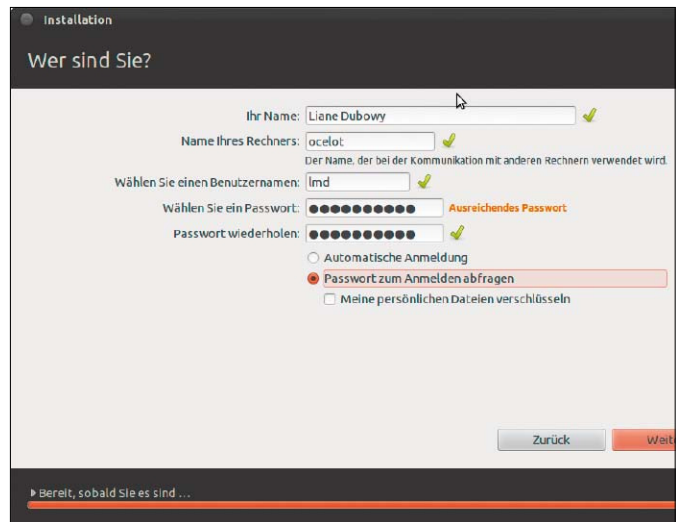 Installation
Wer sind Sie?
Ihr Name: Liane Dubowy
Name Ihres Rechners: ocelot
Der Name, der bei der Kommunikation mit anderen Rechnern verwendet wird.
Wählen Sie einen Benutzernamen: lmd
Wählen Sie ein Passwort: ●●●●●●●●●● Ausreichendes Passwort
Passwort wiederholen: ●●●●●●●●●●
Automatische Anmeldung
Passwort zum Anmelden abfragen
Meine persönlichen Dateien verschlüsseln
Zurück Weit
Bereit, sobald Sie es sind ...